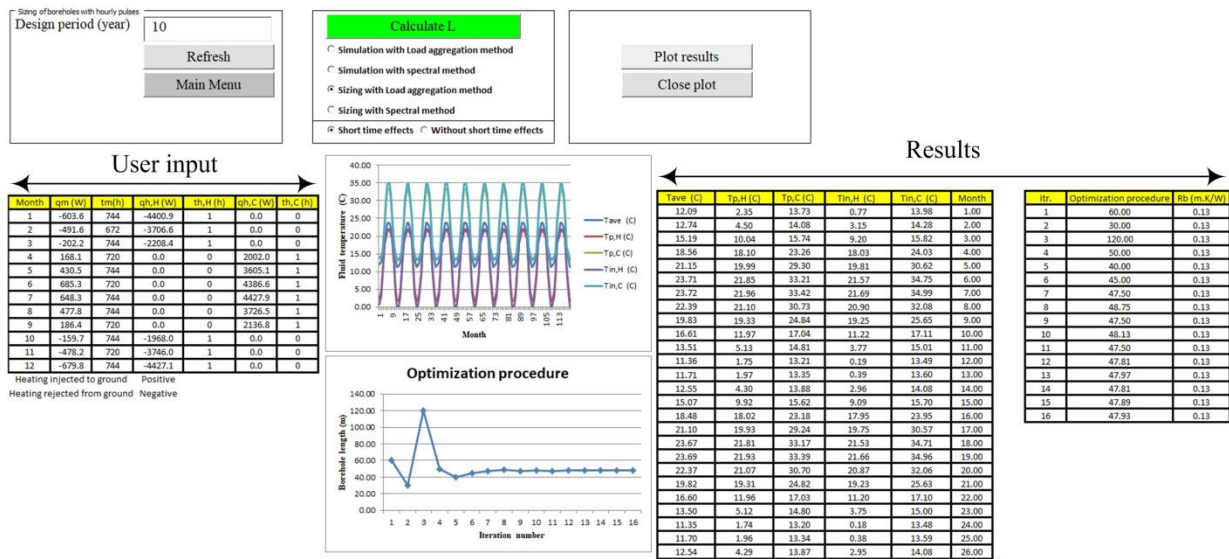 Sizing of boreholes with hourly pulses
Design period (year) 10
Refresh
Main Menu
Calculate L
Simulation with Load aggregation method
Simulation with spectral method
Sizing with Load aggregation method
Sizing with Spectral method
Short time effects Without short time effects
Plot results
Close plot
User input
Month qm (W) tm(h) qh,H (W) th,H (h) qh,C (W) th,C (h)
1 -603.6 744 -4400.9 1 0.0 0
2 -491.6 672 -3706.6 1 0.0 0
3 -202.2 744 -2208.4 1 0.0 0
4 168.1 720 0.0 0 2002.0 1
5 430.5 744 0.0 0 3605.1 1
6 685.3 720 0.0 0 4386.6 1
7 648.3 744 0.0 0 4427.9 1
8 477.8 744 0.0 0 3726.5 1
9 186.4 720 0.0 0 2136.8 1
10 -159.7 744 -1968.0 1 0.0 0
11 -478.2 720 -3746.0 1 0.0 0
12 -679.8 744 -4427.1 1 0.0 0
Heating injected to ground Positive
Heating rejected from ground Negative
Fluid temperature (C)
40.00
35.00
30.00
25.00
20.00
15.00
10.00
5.00
0.00
1 9 17 25 33 41 49 57 65 73 81 89 97 105 113
Month
Tave (C)
Tp,H (C)
Tp,C (C)
Tin,H (C)
Tin,C (C)
Optimization procedure
Borehole length (m)
140.00
120.00
100.00
80.00
60.00
40.00
20.00
0.00
1 2 3 4 5 6 7 8 9 10 11 12 13 14 15 16
Iteration number
Results
Tave (C) Tp,H (C) Tp,C (C) Tin,H (C) Tin,C (C) Month
12.09 2.35 13.73 0.77 13.98 1.00
12.74 4.50 14.08 3.15 14.28 2.00
15.19 10.04 15.74 9.20 15.82 3.00
18.56 18.10 23.26 18.03 24.03 4.00
21.15 19.99 29.30 19.81 30.62 5.00
23.71 21.85 33.21 21.57 34.75 6.00
23.72 21.96 33.42 21.69 34.99 7.00
22.39 21.10 30.73 20.90 32.08 8.00
19.83 19.33 24.84 19.25 25.65 9.00
16.61 11.97 17.04 11.22 17.11 10.00
13.51 5.13 14.81 3.77 15.01 11.00
11.36 1.75 13.21 0.19 13.49 12.00
11.71 1.97 13.35 0.39 13.60 13.00
12.55 4.30 13.88 2.96 14.08 14.00
15.07 9.92 15.62 9.09 15.70 15.00
18.48 18.02 23.18 17.95 23.95 16.00
21.10 19.93 29.24 19.75 30.57 17.00
23.67 21.81 33.17 21.53 34.71 18.00
23.69 21.93 33.39 21.66 34.96 19.00
22.37 21.07 30.70 20.87 32.06 20.00
19.82 19.31 24.82 19.23 25.63 21.00
16.60 11.96 17.03 11.20 17.10 22.00
13.50 5.12 14.80 3.75 15.00 23.00
11.35 1.74 13.20 0.18 13.48 24.00
11.70 1.96 13.34 0.38 13.59 25.00
12.54 4.29 13.87 2.95 14.08 26.00
Itr. Optimization procedure Rb (m.K/W)
1 60.00 0.13
2 30.00 0.13
3 120.00 0.13
4 50.00 0.13
5 40.00 0.13
6 45.00 0.13
7 47.50 0.13
8 48.75 0.13
9 47.50 0.13
10 48.13 0.13
11 47.50 0.13
12 47.81 0.13
13 47.97 0.13
14 47.81 0.13
15 47.89 0.13
16 47.93 0.13